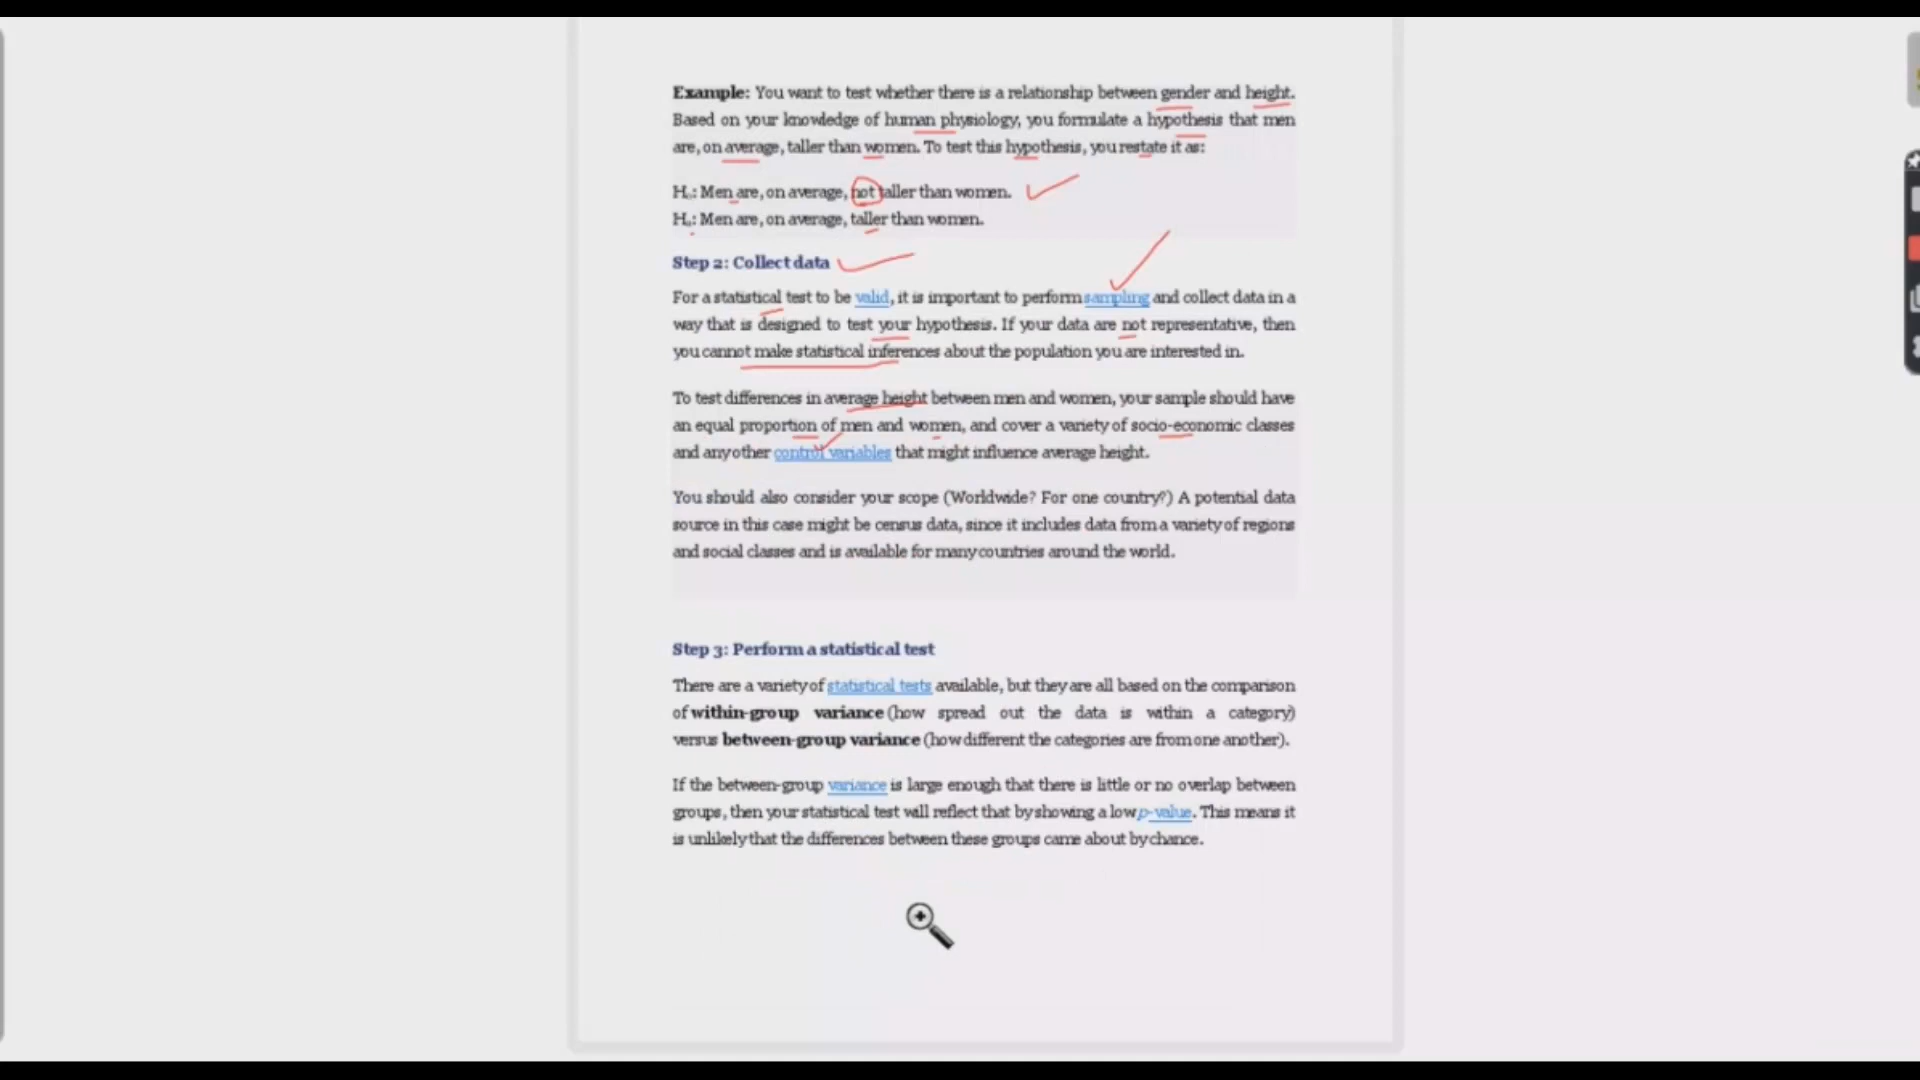 Example: You want to test whether there is a relationship between gender and height.
Based on your knowledge of human physiology, you formulate a hypothesis that men
are, on average, taller than women. To test this hypothesis, you restate it as:
H₀: Men are, on average, not taller than women.
Hₐ: Men are, on average, taller than women.
Step 2: Collect data
For a statistical test to be valid, it is important to perform sampling and collect data in a
way that is designed to test your hypothesis. If your data are not representative, then
you cannot make statistical inferences about the population you are interested in.
To test differences in average height between men and women, your sample should have
an equal proportion of men and women, and cover a variety of socio-economic classes
and any other control variables that might influence average height.
You should also consider your scope (Worldwide? For one country?) A potential data
source in this case might be census data, since it includes data from a variety of regions
and social classes and is available for many countries around the world.
Step 3: Perform a statistical test
There are a variety of statistical tests available, but they are all based on the comparison
of within-group variance (how spread out the data is within a category)
versus between-group variance (how different the categories are from one another).
If the between-group variance is large enough that there is little or no overlap between
groups, then your statistical test will reflect that by showing a low p-value. This means it
is unlikely that the differences between these groups came about by chance.